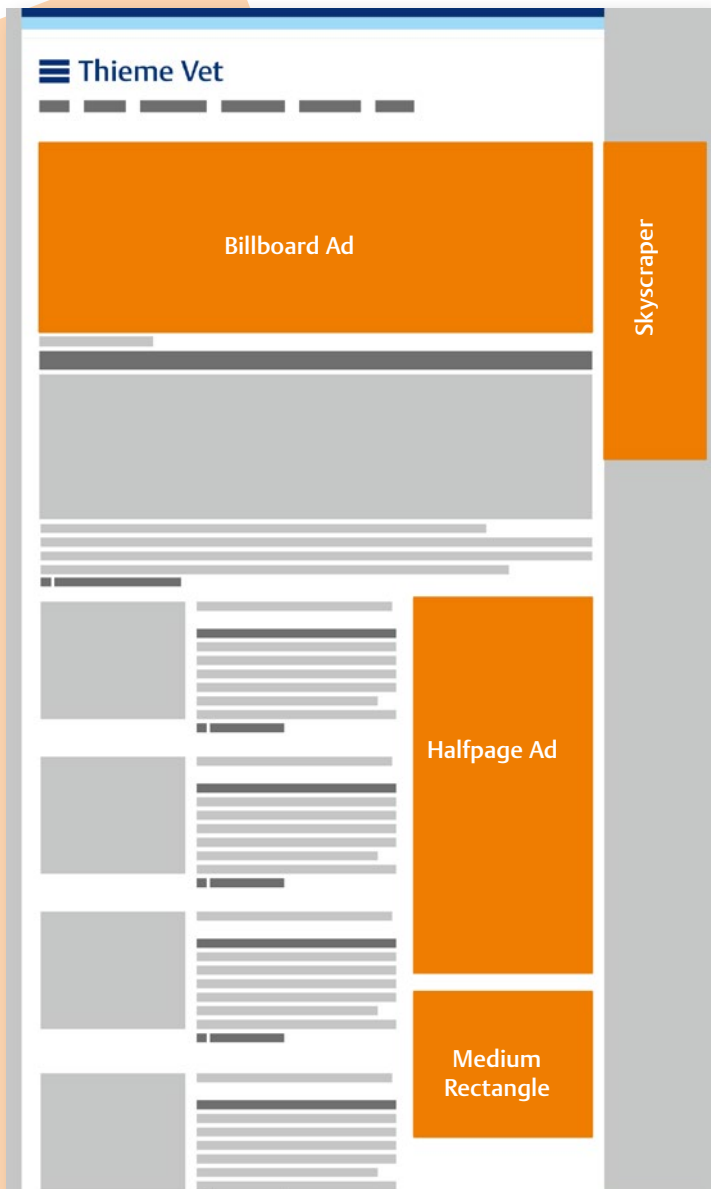 Thieme Vet
Billboard Ad
Skyscraper
Halfpage Ad
Medium
Rectangle